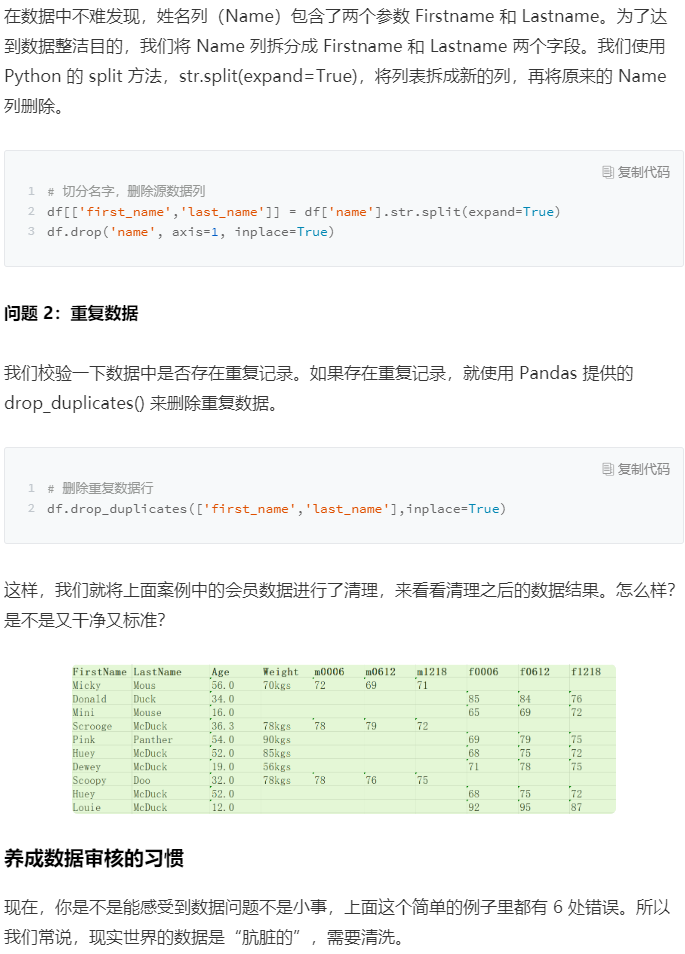 在数据中不难发现，姓名列（Name）包含了两个参数 Firstname 和 Lastname。为了达
到数据整洁目的，我们将 Name 列拆分成 Firstname 和 Lastname 两个字段。我们使用
Python 的 split 方法，str.split(expand=True)，将列表拆成新的列，再将原来的 Name
列删除。
复制代码
1 # 切分名字，删除源数据列
2 df[['first_name','last_name']] = df['name'].str.split(expand=True)
3 df.drop('name', axis=1, inplace=True)
问题 2：重复数据
我们校验一下数据中是否存在重复记录。如果存在重复记录，就使用 Pandas 提供的
drop_duplicates() 来删除重复数据。
复制代码
1 # 删除重复数据行
2 df.drop_duplicates(['first_name','last_name'],inplace=True)
这样，我们就将上面案例中的会员数据进行了清理，来看看清理之后的数据结果。怎么样？
是不是又干净又标准？
FirstName LastName Age Weight m0006 m0612 m1218 f0006 f0612 f1218
Micky Mous 56.0 70kgs 72 69 71
Donald Duck 34.0 85 84 76
Mini Mouse 16.0 65 69 72
Scrooge McDuck 36.3 78kgs 78 79 72
Pink Panther 54.0 90kgs 69 79 75
Huey McDuck 52.0 85kgs 68 75 72
Dewey McDuck 19.0 56kgs 71 78 75
Scoopy Doo 32.0 78kgs 78 76 75
Huey McDuck 52.0 68 75 72
Louie McDuck 12.0 92 95 87
养成数据审核的习惯
现在，你是不是能感受到数据问题不是小事，上面这个简单的例子里都有 6 处错误。所以
我们常说，现实世界的数据是“肮脏的”，需要清洗。